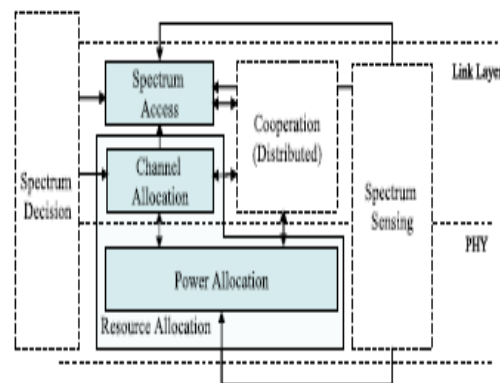 Link Layer
Spectrum
Access
Cooperation
(Distributed)
Channel
Allocation
Spectrum
Decision
Spectrum
Sensing
PHY
Power Allocation
Resource Allocation